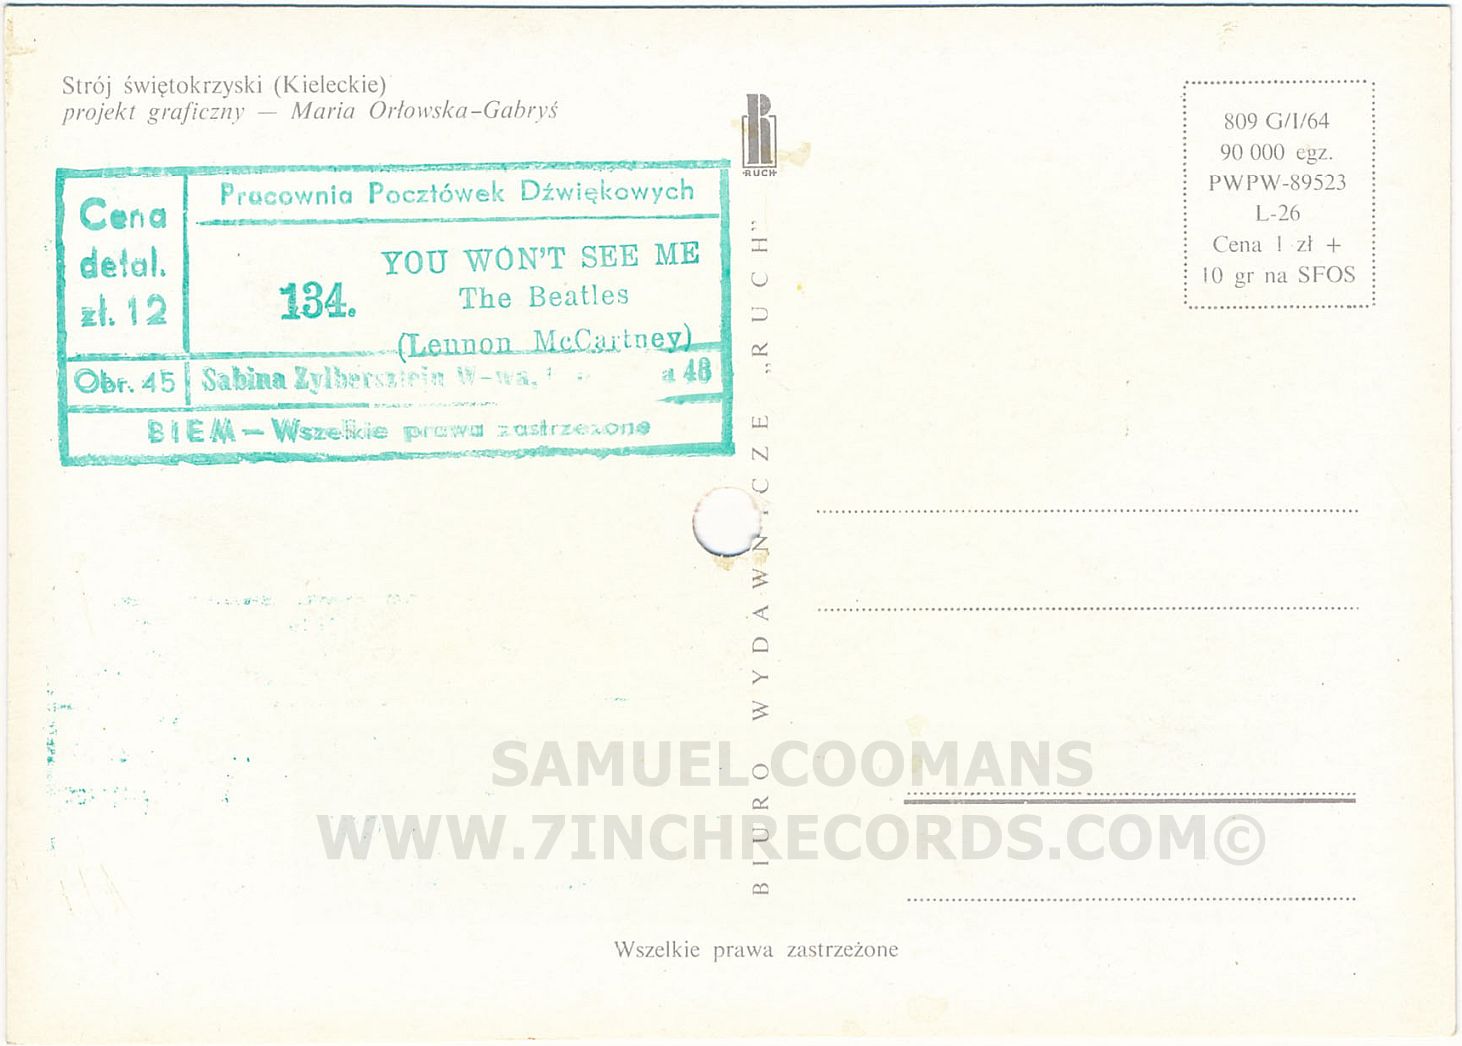 Strój świętokrzyski (Kieleckie)
projekt graficzny — Maria Orłowska-Gabryś
RUCH
809 G/I/64
90 000 egz.
PWPW-89523
L-26
Cena 1 zł +
10 gr na SFOS
Cena
detal.
zł. 12
Pracownia Pocztówek Dźwiękowych
134.
YOU WON'T SEE ME
The Beatles
(Lennon McCartney)
Obr. 45
Sabina Zylbersztejn W-wa, a 48
BIEM — Wszelkie prawa zastrzeżone
BIURO WYDAWNICZE „RUCH”
SAMUEL COOMANS
WWW.7INCHRECORDS.COM©
Wszelkie prawa zastrzeżone